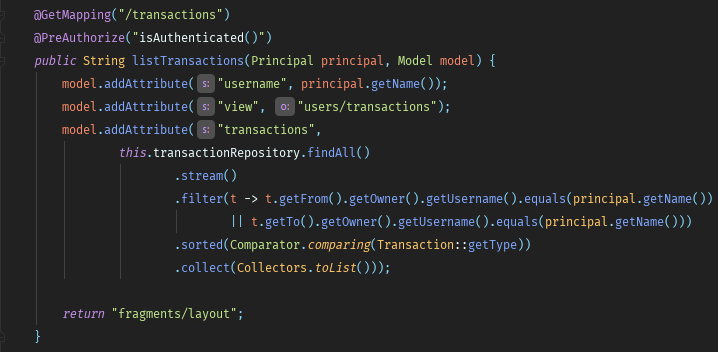 @GetMapping("/transactions")
@PreAuthorize("isAuthenticated()")
public String listTransactions(Principal principal, Model model) {
model.addAttribute( s: "username", principal.getName());
model.addAttribute( s: "view", o: "users/transactions");
model.addAttribute( s: "transactions",
this.transactionRepository.findAll()
.stream()
.filter(t -> t.getFrom().getOwner().getUsername().equals(principal.getName())
|| t.getTo().getOwner().getUsername().equals(principal.getName()))
.sorted(Comparator.comparing(Transaction::getType))
.collect(Collectors.toList()));
return "fragments/layout";
}